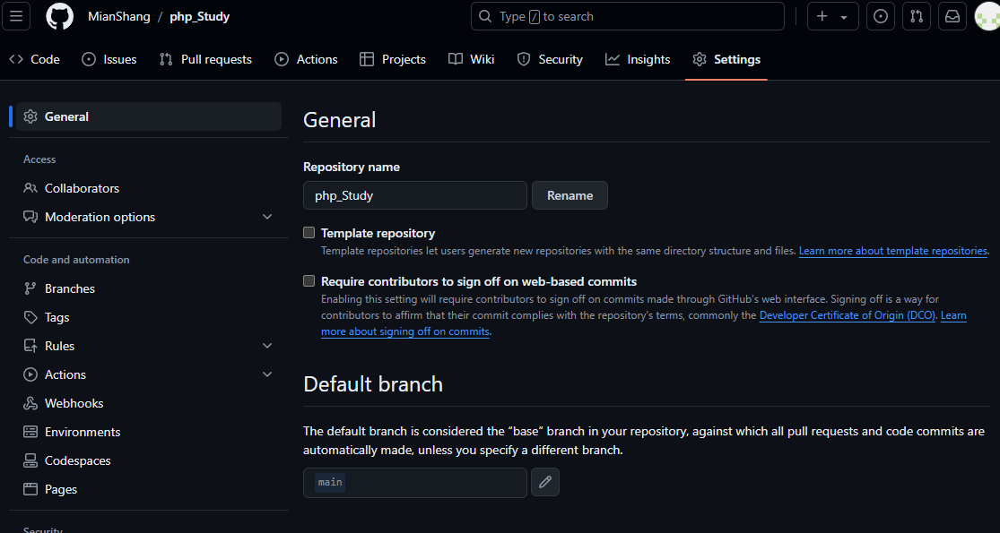 MianShang / php_Study
Type / to search
Code Issues Pull requests Actions Projects Wiki Security Insights Settings
General
Access
Collaborators
Moderation options
Code and automation
Branches
Tags
Rules
Actions
Webhooks
Environments
Codespaces
Pages
Security
General
Repository name
php_Study Rename
Template repository
Template repositories let users generate new repositories with the same directory structure and files. Learn more about template repositories.
Require contributors to sign off on web-based commits
Enabling this setting will require contributors to sign off on commits made through GitHub's web interface. Signing off is a way for
contributors to affirm that their commit complies with the repository's terms, commonly the Developer Certificate of Origin (DCO). Learn
more about signing off on commits.
Default branch
The default branch is considered the “base” branch in your repository, against which all pull requests and code commits are
automatically made, unless you specify a different branch.
main